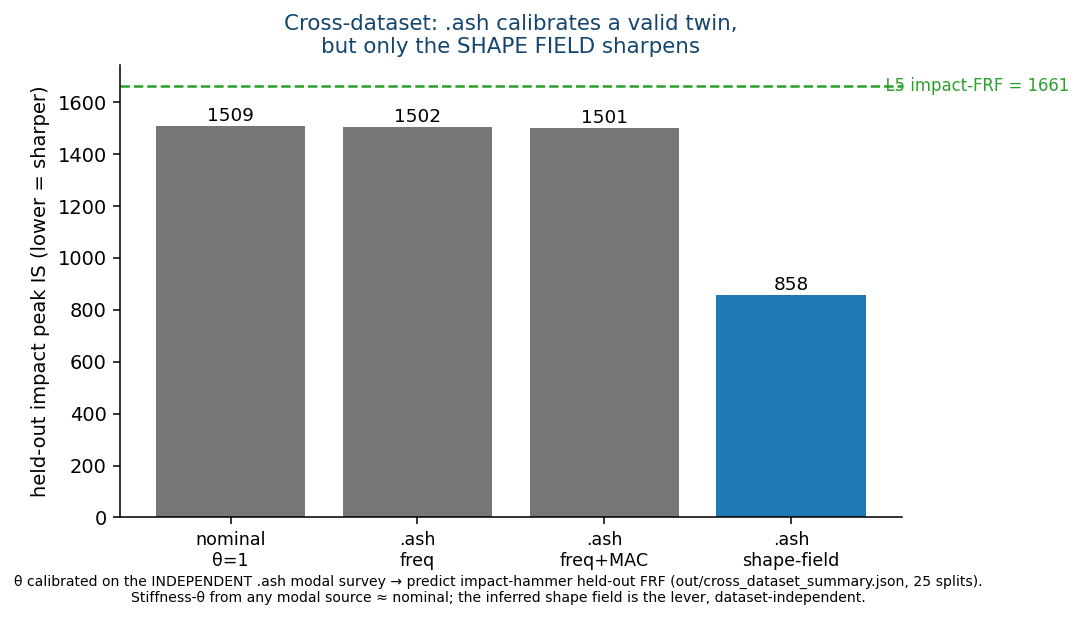 Cross-dataset: .ash calibrates a valid twin,
but only the SHAPE FIELD sharpens
held-out impact peak IS (lower = sharper)
1600
1400
1200
1000
800
600
400
200
0
L5 impact-FRF = 1661
1509
1502
1501
858
nominal
θ=1
.ash
freq
.ash
freq+MAC
.ash
shape-field
θ calibrated on the INDEPENDENT .ash modal survey → predict impact-hammer held-out FRF (out/cross_dataset_summary.json, 25 splits).
Stiffness-θ from any modal source ≈ nominal; the inferred shape field is the lever, dataset-independent.